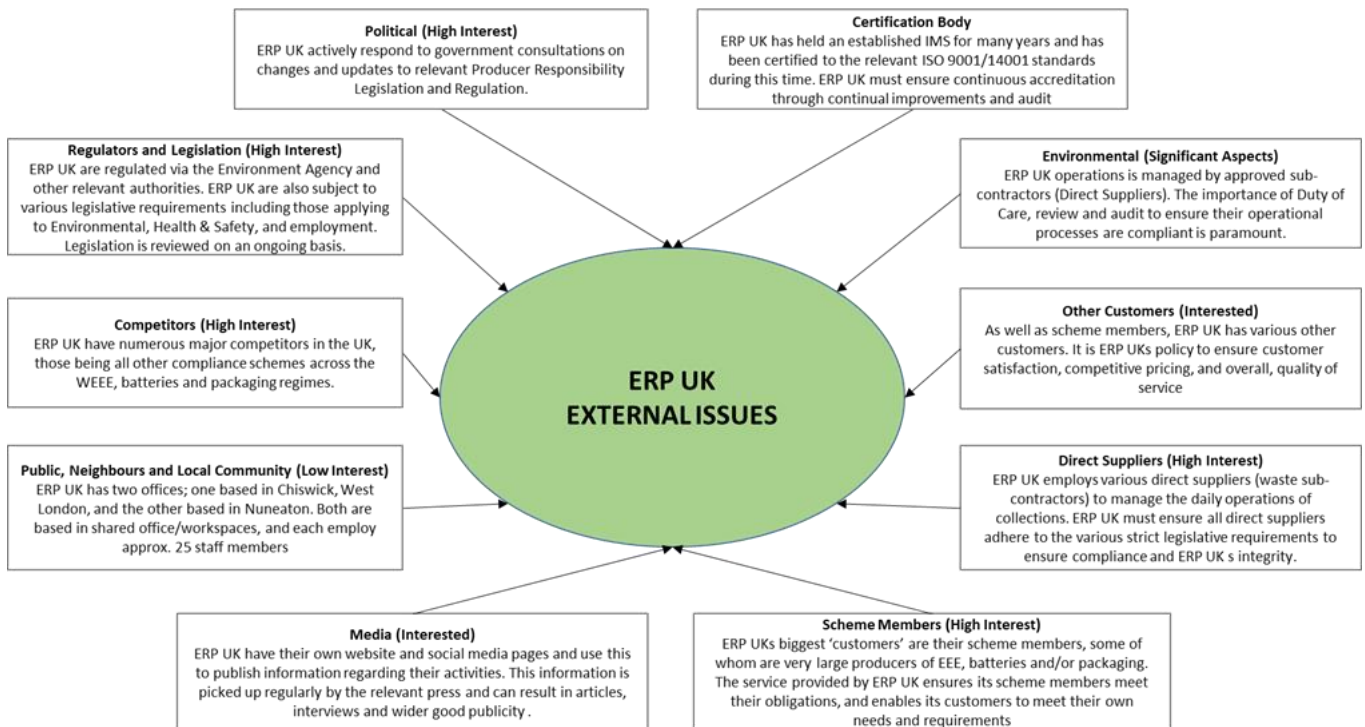 Political (High Interest)
ERP UK actively respond to government consultations on
changes and updates to relevant Producer Responsibility
Legislation and Regulation.
Certification Body
ERP UK has held an established IMS for many years and has
been certified to the relevant ISO 9001/14001 standards
during this time. ERP UK must ensure continuous accreditation
through continual improvements and audit
Regulators and Legislation (High Interest)
ERP UK are regulated via the Environment Agency and
other relevant authorities. ERP UK are also subject to
various legislative requirements including those applying
to Environmental, Health & Safety, and employment.
Legislation is reviewed on an ongoing basis.
Environmental (Significant Aspects)
ERP UK operations is managed by approved sub-
contractors (Direct Suppliers). The importance of Duty of
Care, review and audit to ensure their operational
processes are compliant is paramount.
Competitors (High Interest)
ERP UK have numerous major competitors in the UK,
those being all other compliance schemes across the
WEEE, batteries and packaging regimes.
ERP UK
EXTERNAL ISSUES
Other Customers (Interested)
As well as scheme members, ERP UK has various other
customers. It is ERP UKs policy to ensure customer
satisfaction, competitive pricing, and overall, quality of
service
Public, Neighbours and Local Community (Low Interest)
ERP UK has two offices; one based in Chiswick, West
London, and the other based in Nuneaton. Both are
based in shared office/workspaces, and each employ
approx. 25 staff members
Direct Suppliers (High Interest)
ERP UK employs various direct suppliers (waste sub-
contractors) to manage the daily operations of
collections. ERP UK must ensure all direct suppliers
adhere to the various strict legislative requirements to
ensure compliance and ERP UK s integrity.
Media (Interested)
ERP UK have their own website and social media pages and use this
to publish information regarding their activities. This information is
picked up regularly by the relevant press and can result in articles,
interviews and wider good publicity .
Scheme Members (High Interest)
ERP UKs biggest ‘customers’ are their scheme members, some of
whom are very large producers of EEE, batteries and/or packaging.
The service provided by ERP UK ensures its scheme members meet
their obligations, and enables its customers to meet their own
needs and requirements